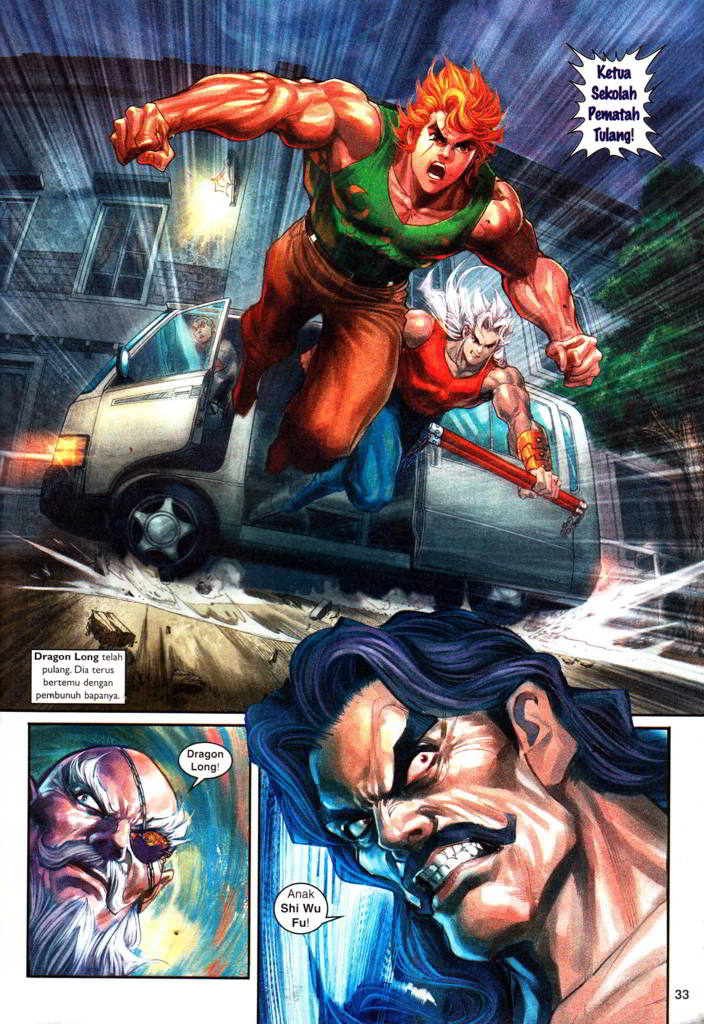 Ketua
Sekolah
Pematah
Tulang!
Dragon Long telah
pulang. Dia terus
bertemu dengan
pembunuh bapanya.
Dragon
Long!
Anak
Shi Wu
Fu!
33